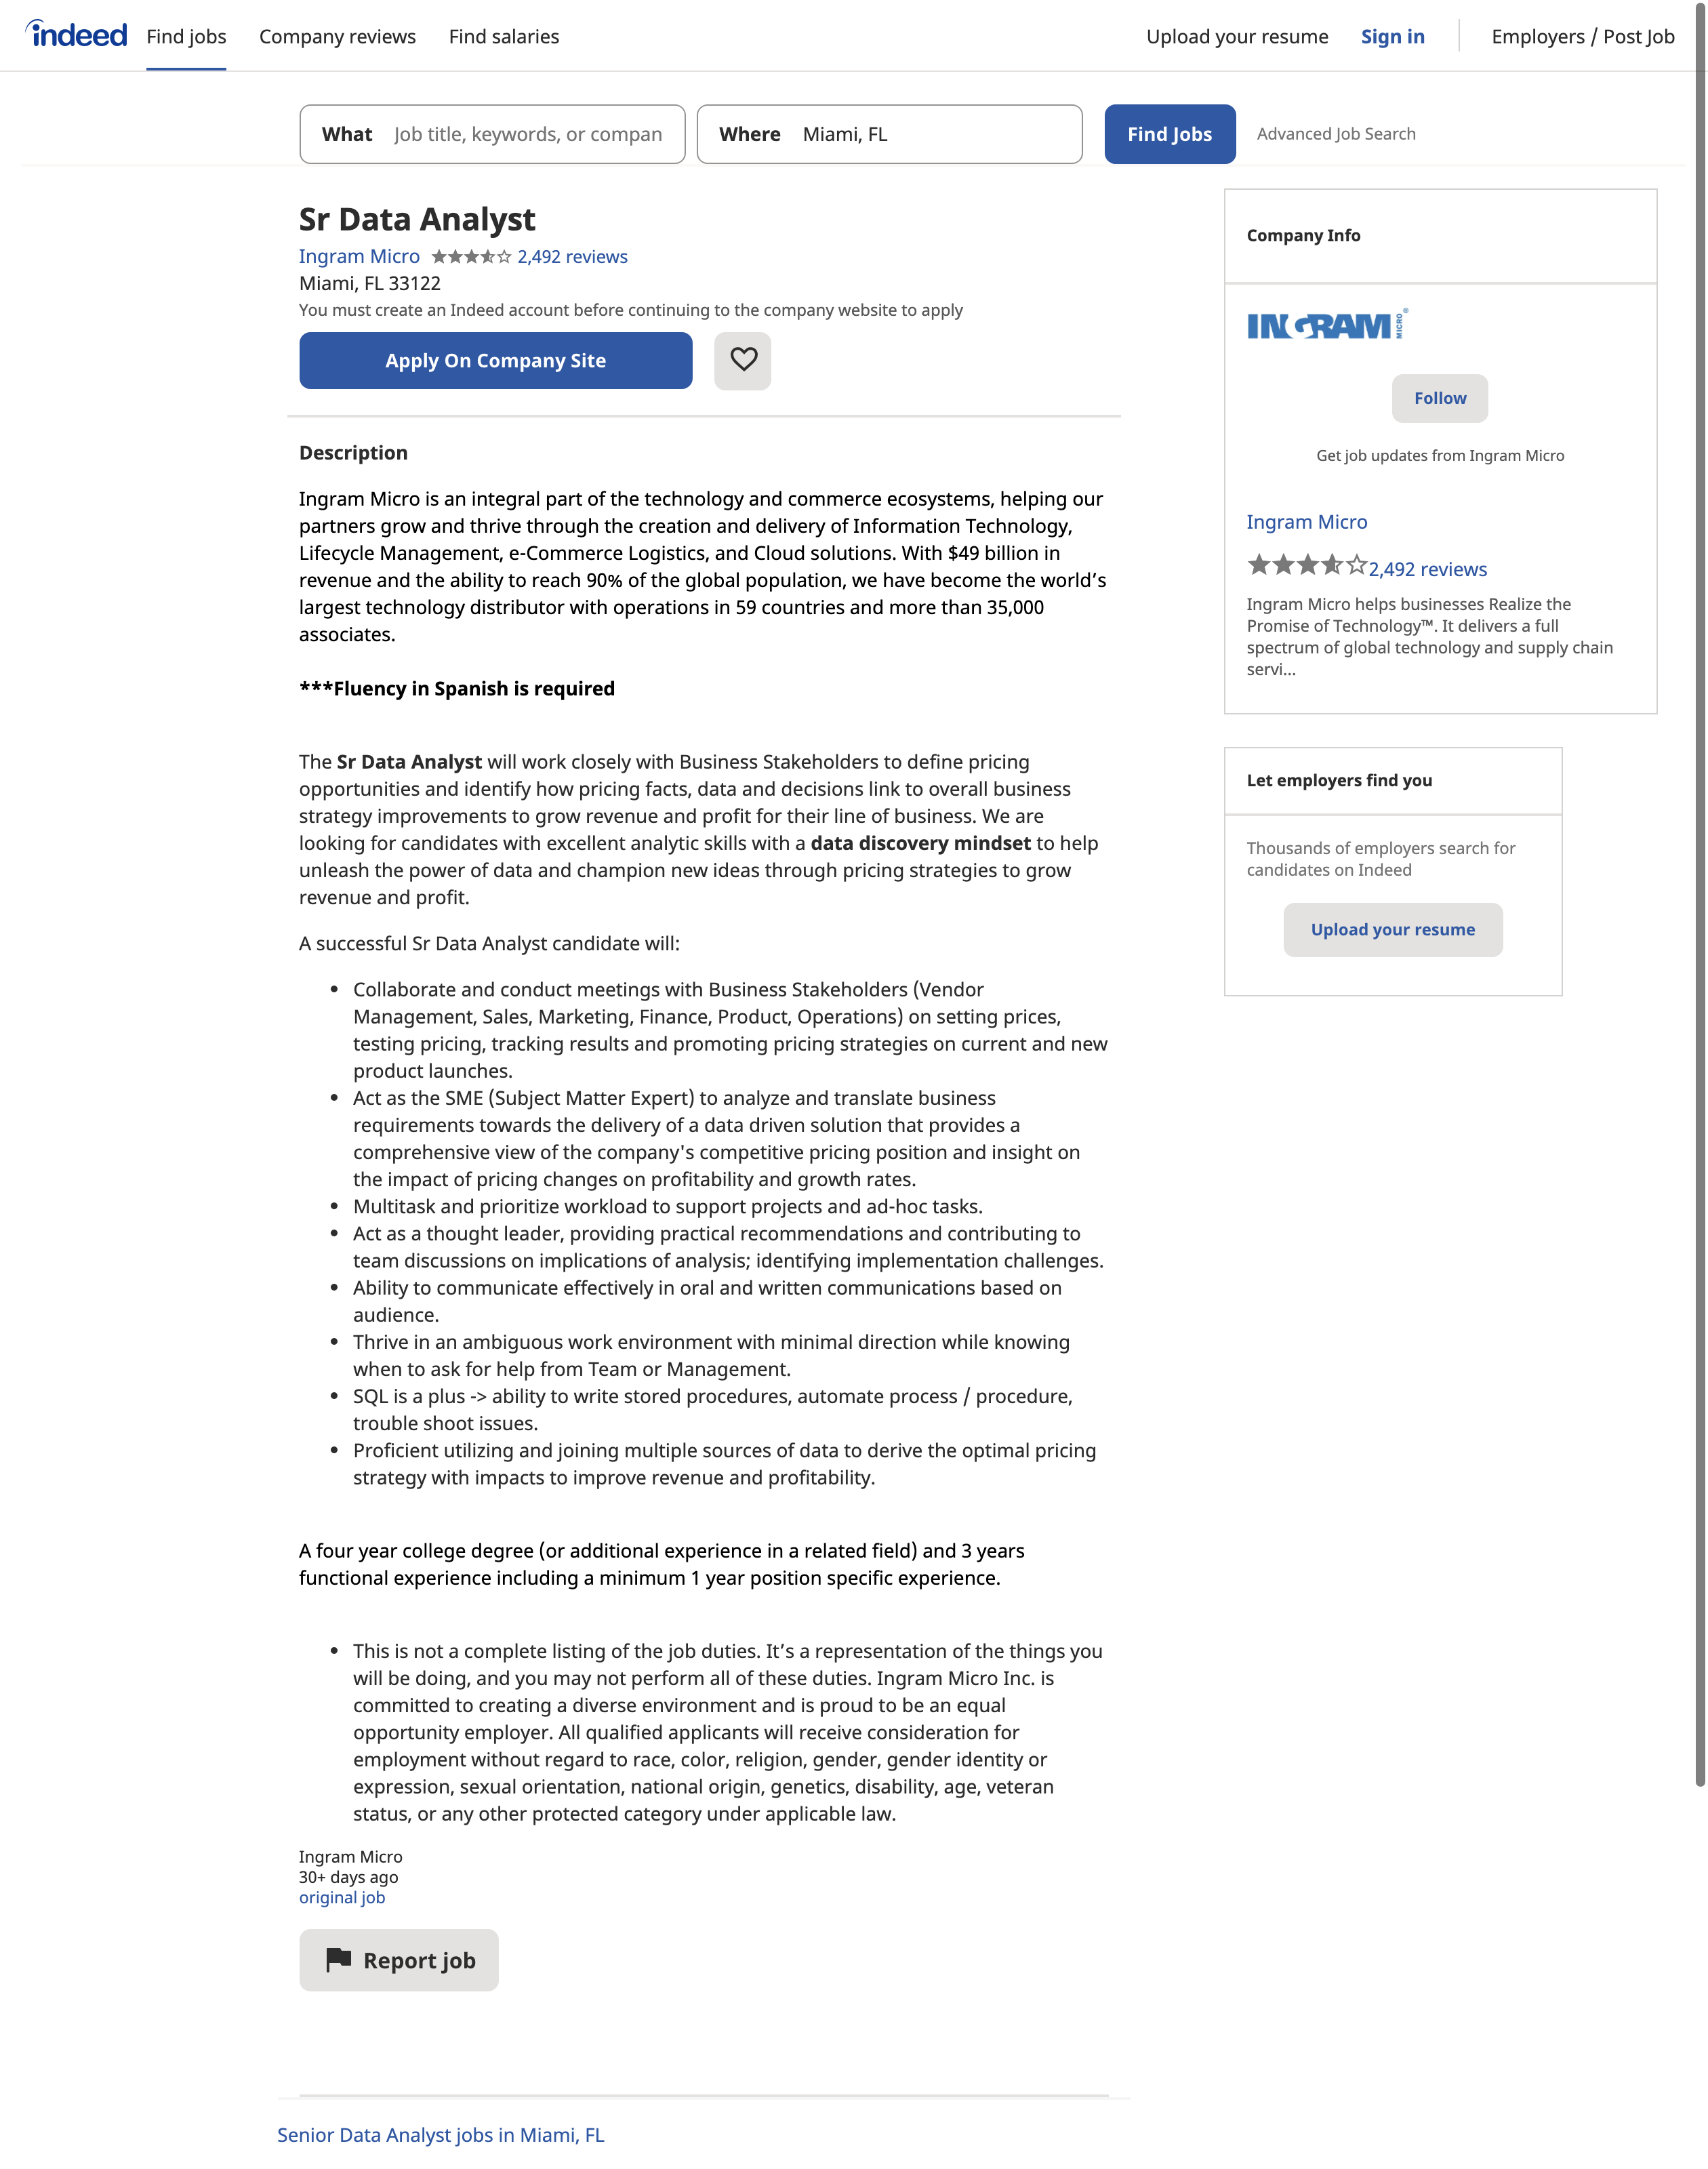 indeed
Find jobs
Company reviews
Find salaries
Upload your resume
Sign in
Employers / Post Job
What
Job title, keywords, or compan
Where
Miami, FL
Find Jobs
Advanced Job Search
Sr Data Analyst
Ingram Micro
2,492 reviews
Miami, FL 33122
You must create an Indeed account before continuing to the company website to apply
Apply On Company Site
Description
Ingram Micro is an integral part of the technology and commerce ecosystems, helping our
partners grow and thrive through the creation and delivery of Information Technology,
Lifecycle Management, e-Commerce Logistics, and Cloud solutions. With $49 billion in
revenue and the ability to reach 90% of the global population, we have become the world’s
largest technology distributor with operations in 59 countries and more than 35,000
associates.
***Fluency in Spanish is required
The Sr Data Analyst will work closely with Business Stakeholders to define pricing
opportunities and identify how pricing facts, data and decisions link to overall business
strategy improvements to grow revenue and profit for their line of business. We are
looking for candidates with excellent analytic skills with a data discovery mindset to help
unleash the power of data and champion new ideas through pricing strategies to grow
revenue and profit.
A successful Sr Data Analyst candidate will:
• Collaborate and conduct meetings with Business Stakeholders (Vendor
Management, Sales, Marketing, Finance, Product, Operations) on setting prices,
testing pricing, tracking results and promoting pricing strategies on current and new
product launches.
• Act as the SME (Subject Matter Expert) to analyze and translate business
requirements towards the delivery of a data driven solution that provides a
comprehensive view of the company's competitive pricing position and insight on
the impact of pricing changes on profitability and growth rates.
• Multitask and prioritize workload to support projects and ad-hoc tasks.
• Act as a thought leader, providing practical recommendations and contributing to
team discussions on implications of analysis; identifying implementation challenges.
• Ability to communicate effectively in oral and written communications based on
audience.
• Thrive in an ambiguous work environment with minimal direction while knowing
when to ask for help from Team or Management.
• SQL is a plus -> ability to write stored procedures, automate process / procedure,
trouble shoot issues.
• Proficient utilizing and joining multiple sources of data to derive the optimal pricing
strategy with impacts to improve revenue and profitability.
A four year college degree (or additional experience in a related field) and 3 years
functional experience including a minimum 1 year position specific experience.
• This is not a complete listing of the job duties. It’s a representation of the things you
will be doing, and you may not perform all of these duties. Ingram Micro Inc. is
committed to creating a diverse environment and is proud to be an equal
opportunity employer. All qualified applicants will receive consideration for
employment without regard to race, color, religion, gender, gender identity or
expression, sexual orientation, national origin, genetics, disability, age, veteran
status, or any other protected category under applicable law.
Ingram Micro
30+ days ago
original job
Report job
Senior Data Analyst jobs in Miami, FL
Company Info
INGRAM MICRO®
Follow
Get job updates from Ingram Micro
Ingram Micro
2,492 reviews
Ingram Micro helps businesses Realize the
Promise of Technology™. It delivers a full
spectrum of global technology and supply chain
servi...
Let employers find you
Thousands of employers search for
candidates on Indeed
Upload your resume